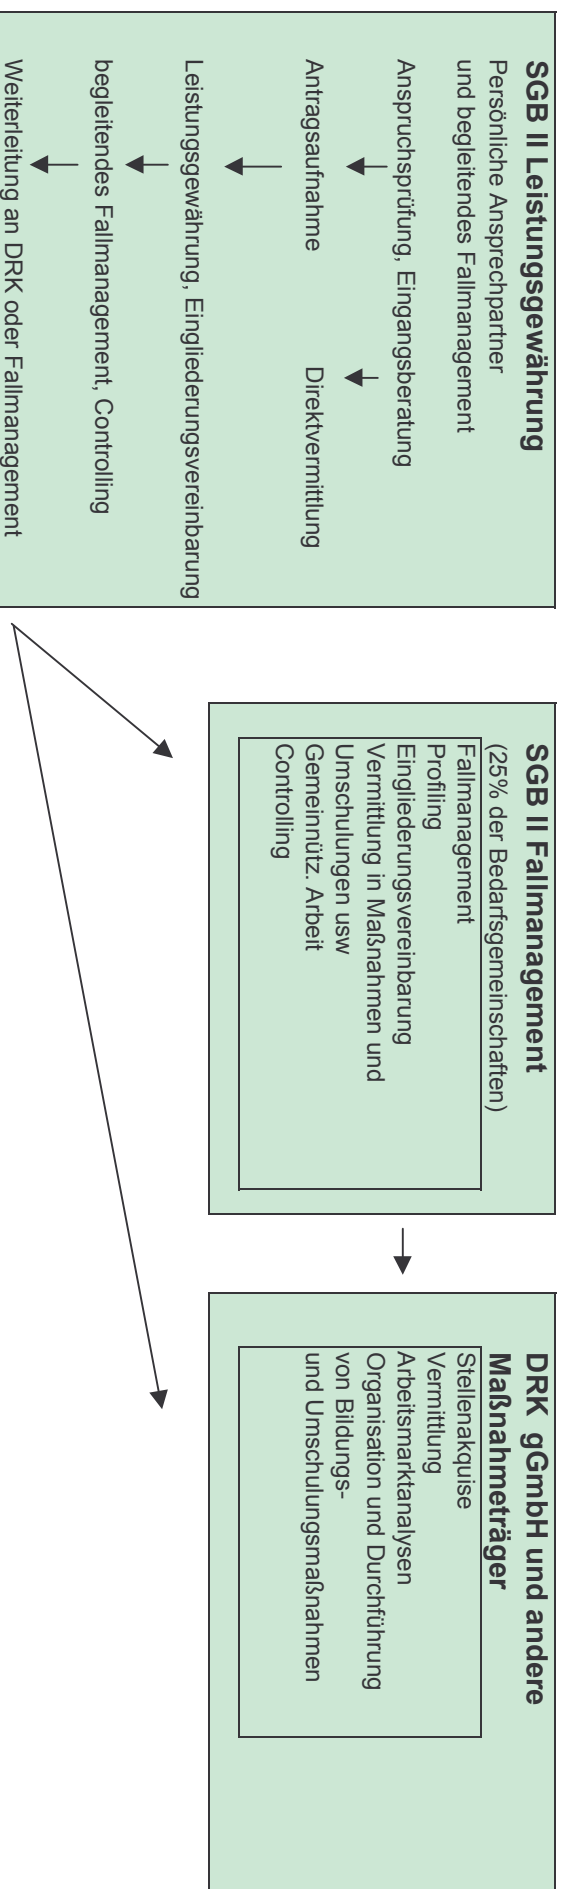 SGB II Leistungsgewährung
Persönliche Ansprechpartner
und begleitendes Fallmanagement
Anspruchsprüfung, Eingangsberatung
Antragsaufnahme
Direktvermittlung
Leistungsgewährung, Eingliederungsvereinbarung
begleitendes Fallmanagement, Controlling
Weiterleitung an DRK oder Fallmanagement
SGB II Fallmanagement
(25% der Bedarfsgemeinschaften)
Fallmanagement
Profiling
Eingliederungsvereinbarung
Vermittlung in Maßnahmen und
Umschulungen usw
Gemeinnütz. Arbeit
Controlling
DRK gGmbH und andere
Maßnahmeträger
Stellenakquise
Vermittlung
Arbeitsmarktanalysen
Organisation und Durchführung
von Bildungs-
und Umschulungsmaßnahmen